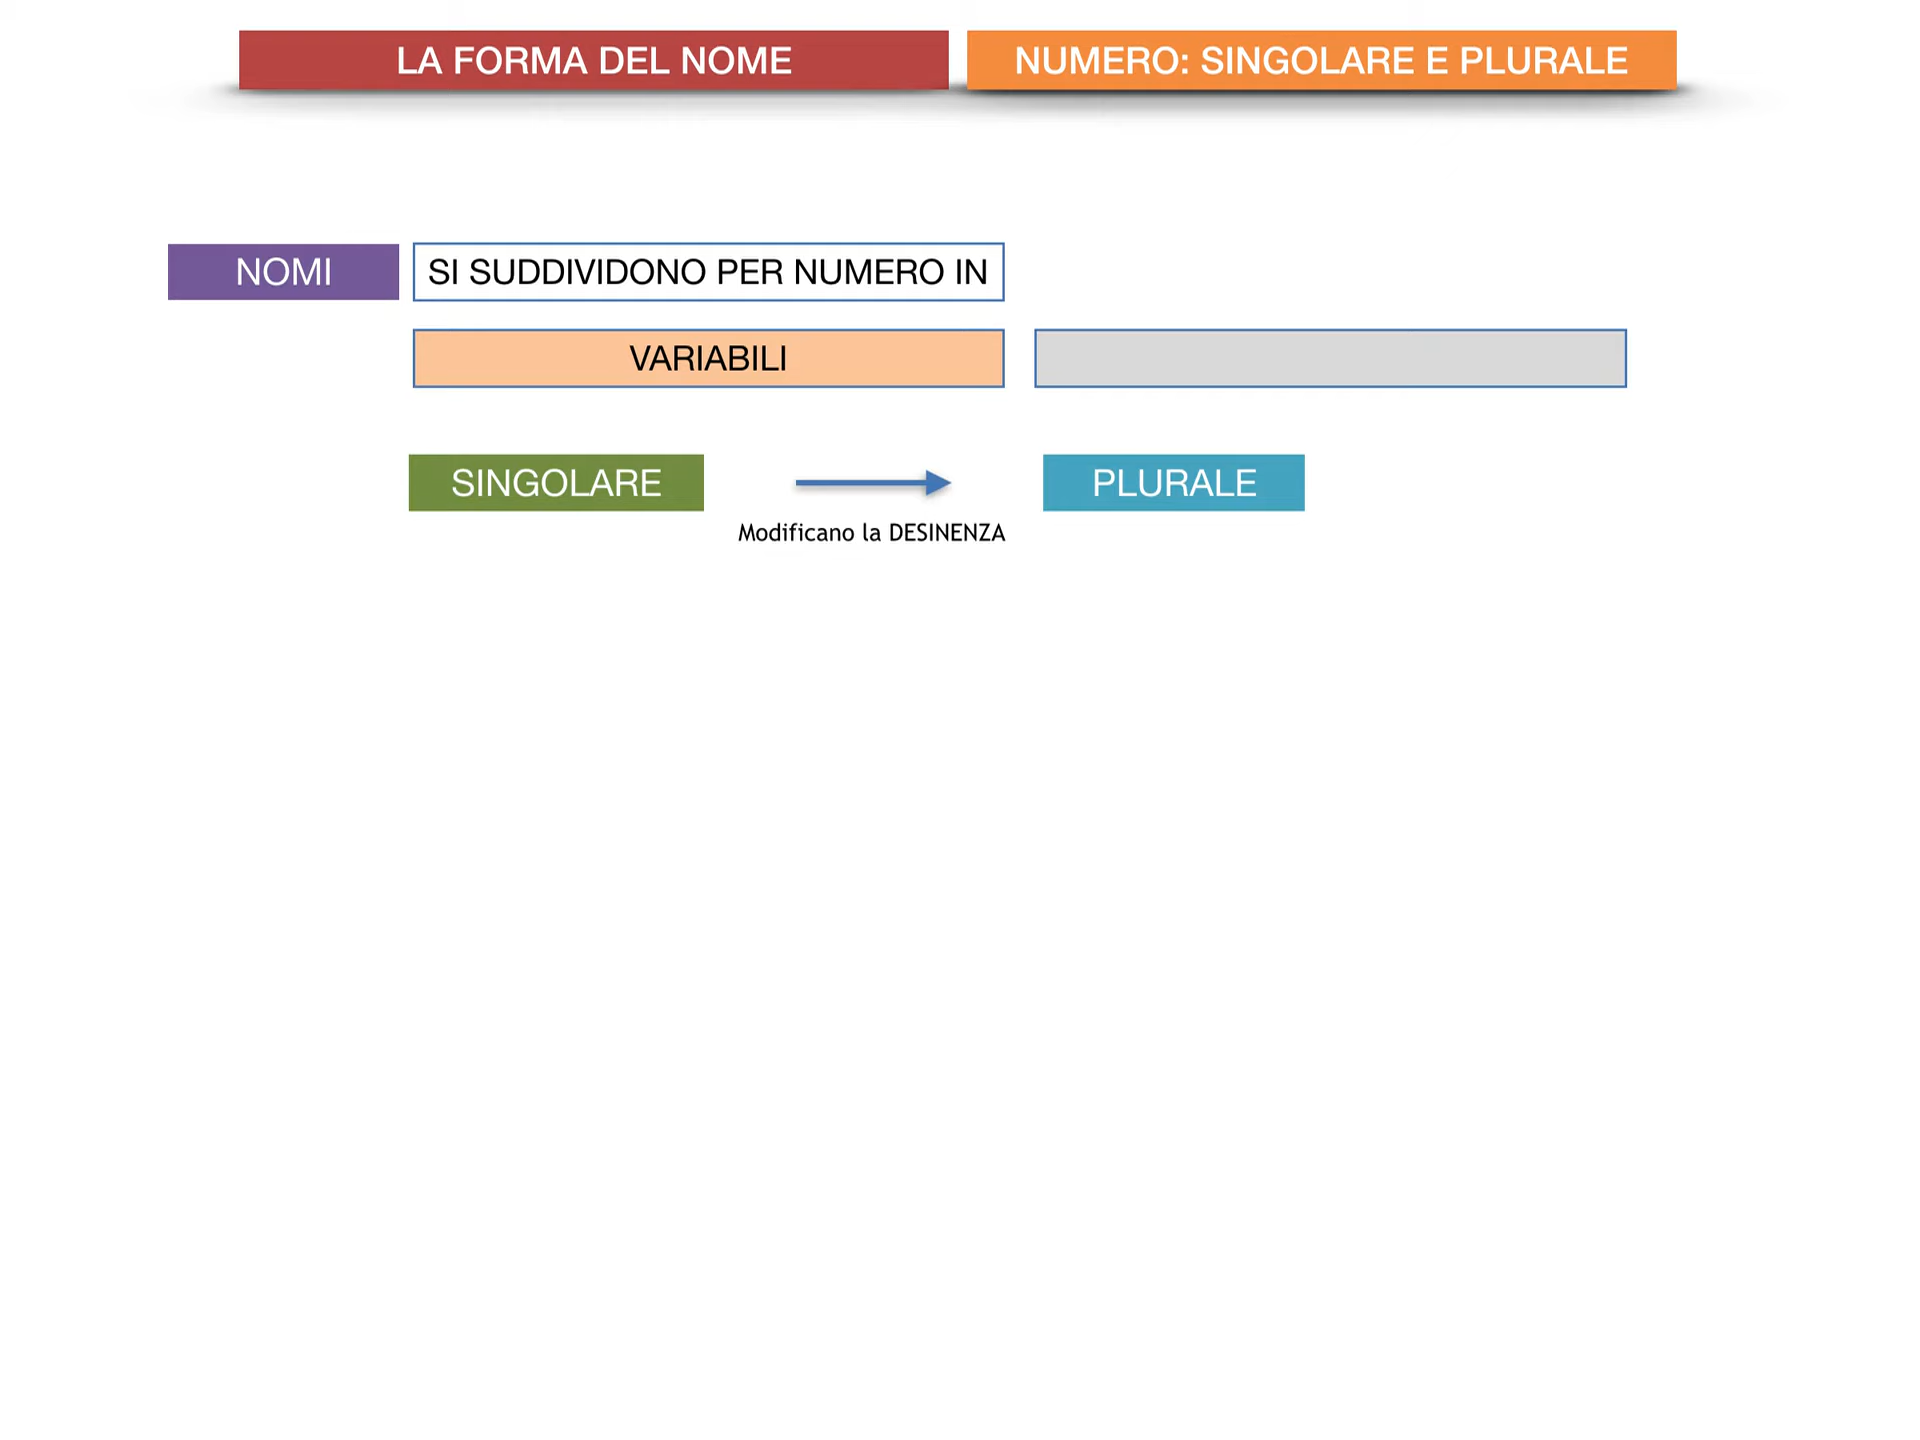 LA FORMA DEL NOME
NUMERO: SINGOLARE E PLURALE
NOMI
SI SUDDIVIDONO PER NUMERO IN
VARIABILI
SINGOLARE
PLURALE
Modificano la DESINENZA